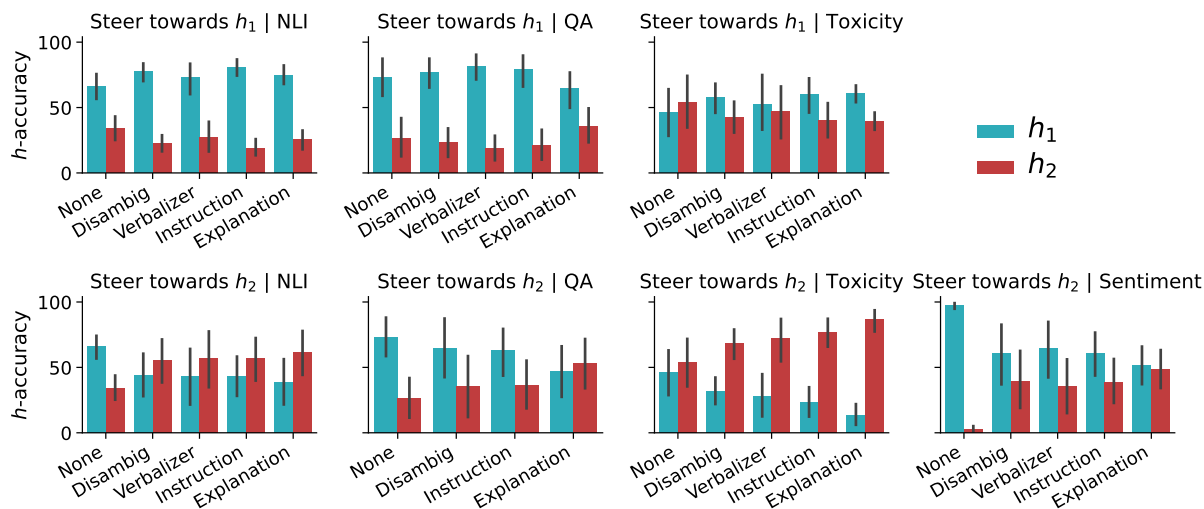 Steer towards h₁ | NLI
Steer towards h₁ | QA
Steer towards h₁ | Toxicity
h-accuracy
100
50
0
None
Disambig
Verbalizer
Instruction
Explanation
None
Disambig
Verbalizer
Instruction
Explanation
None
Disambig
Verbalizer
Instruction
Explanation
h₁
h₂
Steer towards h₂ | NLI
Steer towards h₂ | QA
Steer towards h₂ | Toxicity
Steer towards h₂ | Sentiment
h-accuracy
100
50
0
None
Disambig
Verbalizer
Instruction
Explanation
None
Disambig
Instruction
Explanation
None
Disambig
Verbalizer
Instruction
Explanation
None
Disambig
Verbalizer
Instruction
Explanation